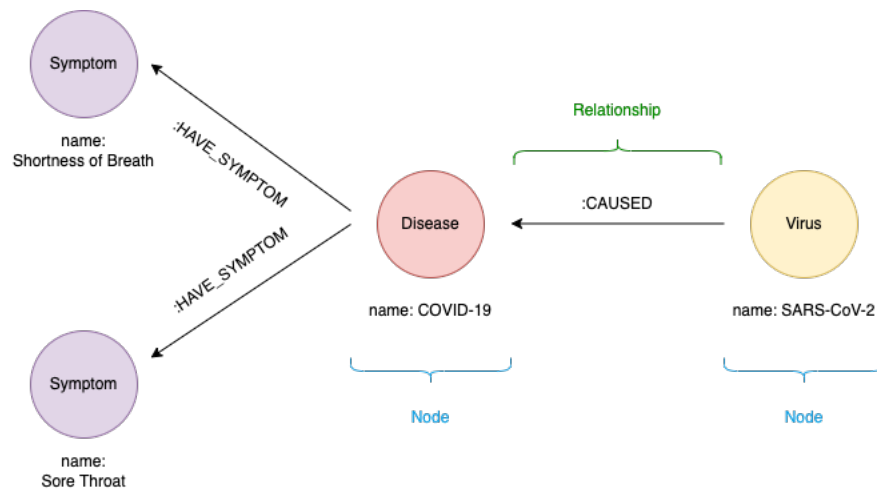 Symptom
name:
Shortness of Breath
:HAVE_SYMPTOM
:HAVE_SYMPTOM
Symptom
name:
Sore Throat
Disease
name: COVID-19
Node
Relationship
:CAUSED
Virus
name: SARS-CoV-2
Node